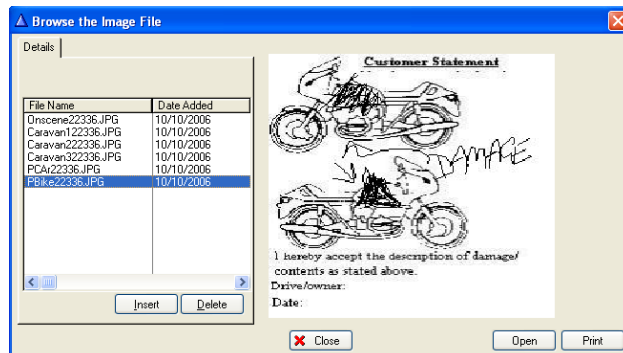 Browse the Image File
Details
File Name Date Added
Onscene22336.JPG 10/10/2006
Caravan122336.JPG 10/10/2006
Caravan222336.JPG 10/10/2006
Caravan322336.JPG 10/10/2006
PCAr22336.JPG 10/10/2006
PBike22336.JPG 10/10/2006
Insert Delete
Customer Statement
DAMAGE
I hereby accept the description of damage/
contents as stated above.
Drive/owner:
Date:
Close Open Print